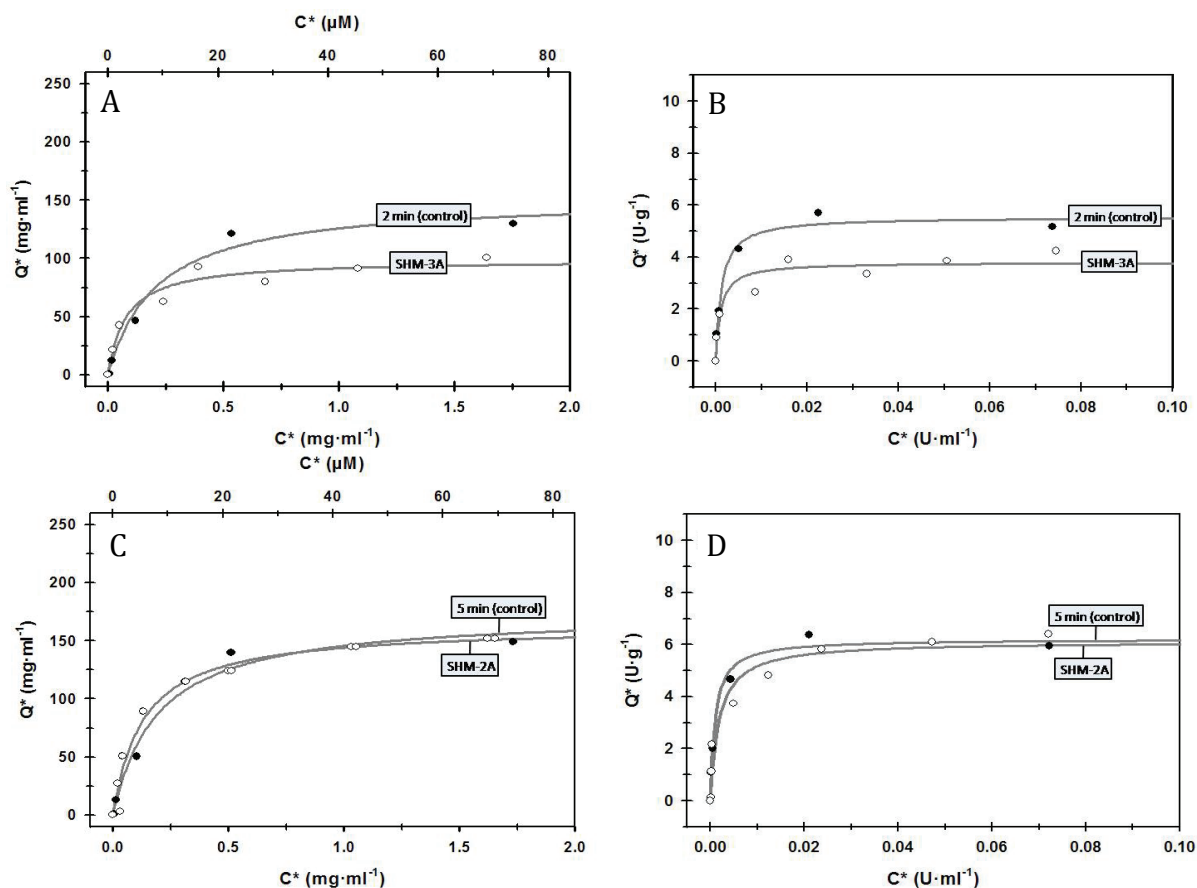 C* (µM)
0 20 40 60 80
A
250
200
150
100
50
0
Q* (mg·ml⁻¹)
2 min (control)
SHM-3A
0.0 0.5 1.0 1.5 2.0
C* (mg·ml⁻¹)
B
10
8
6
4
2
0
Q* (U·g⁻¹)
2 min (control)
SHM-3A
0.00 0.02 0.04 0.06 0.08 0.10
C* (U·ml⁻¹)
C* (µM)
0 20 40 60 80
C
250
200
150
100
50
0
Q* (mg·ml⁻¹)
5 min (control)
SHM-2A
0.0 0.5 1.0 1.5 2.0
C* (mg·ml⁻¹)
D
10
8
6
4
2
0
Q* (U·g⁻¹)
5 min (control)
SHM-2A
0.00 0.02 0.04 0.06 0.08 0.10
C* (U·ml⁻¹)